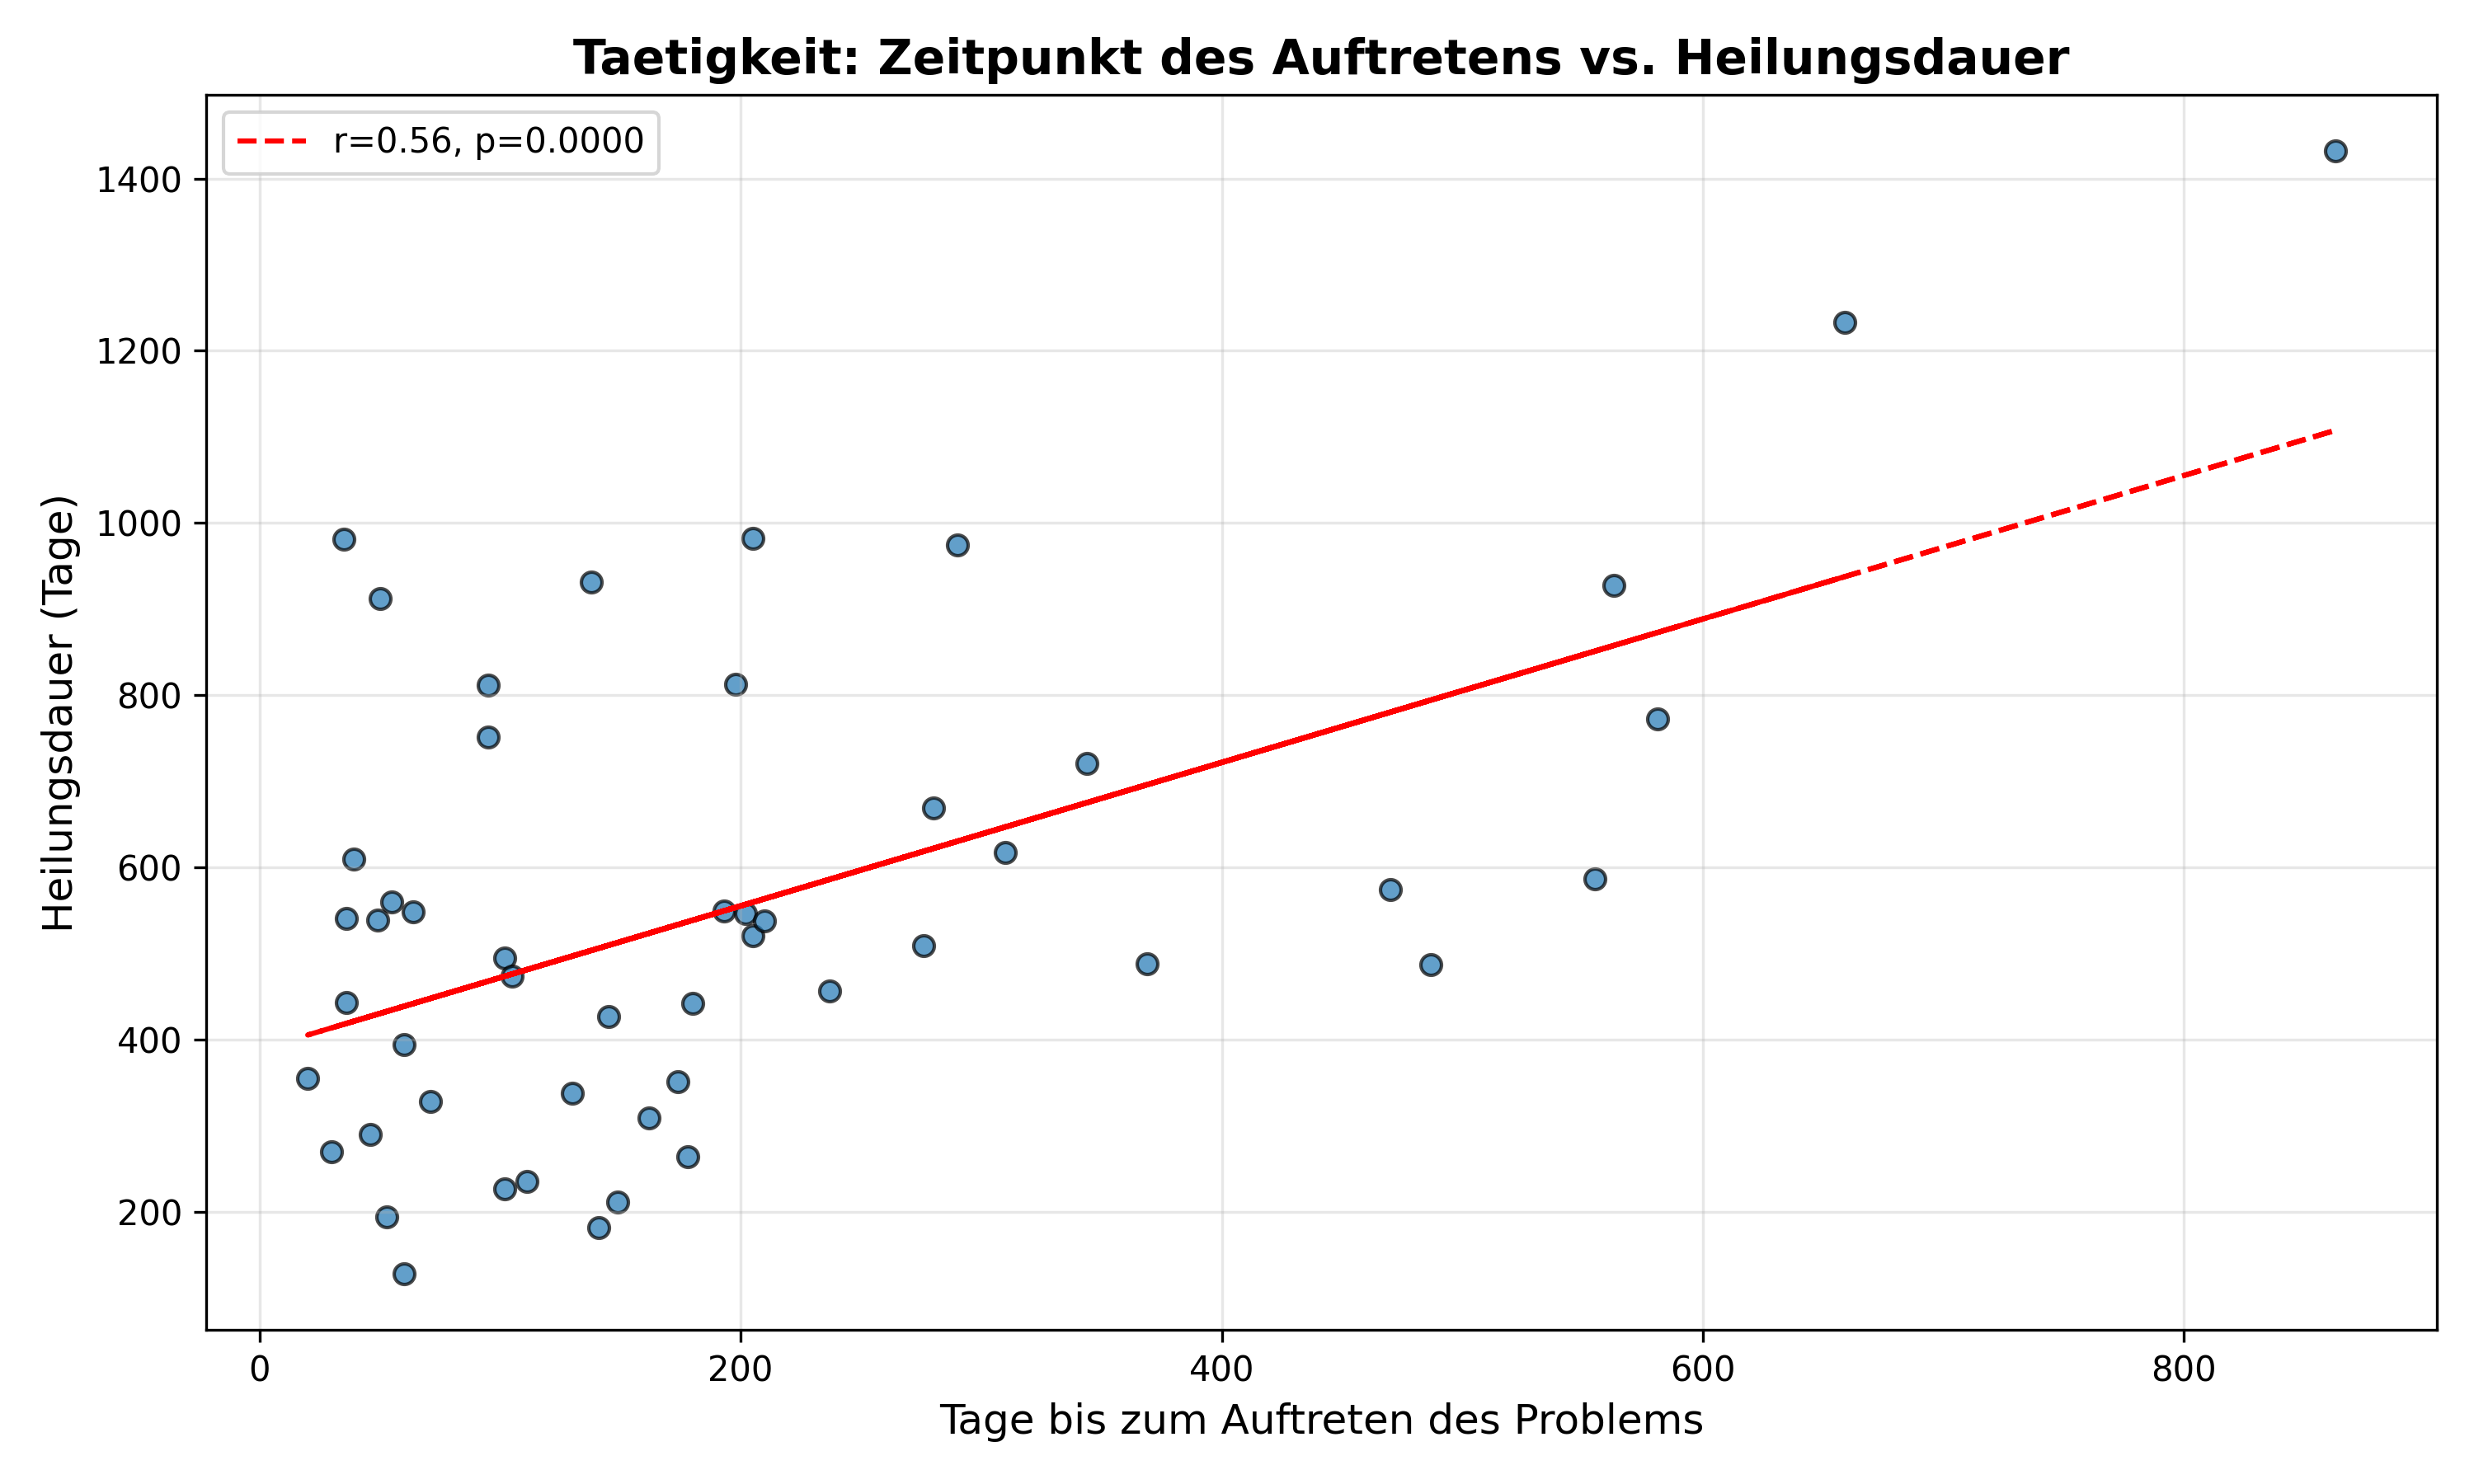 Taetigkeit: Zeitpunkt des Auftretens vs. Heilungsdauer
r=0.56, p=0.0000
Heilungsdauer (Tage)
1400
1200
1000
800
600
400
200
0 200 400 600 800
Tage bis zum Auftreten des Problems